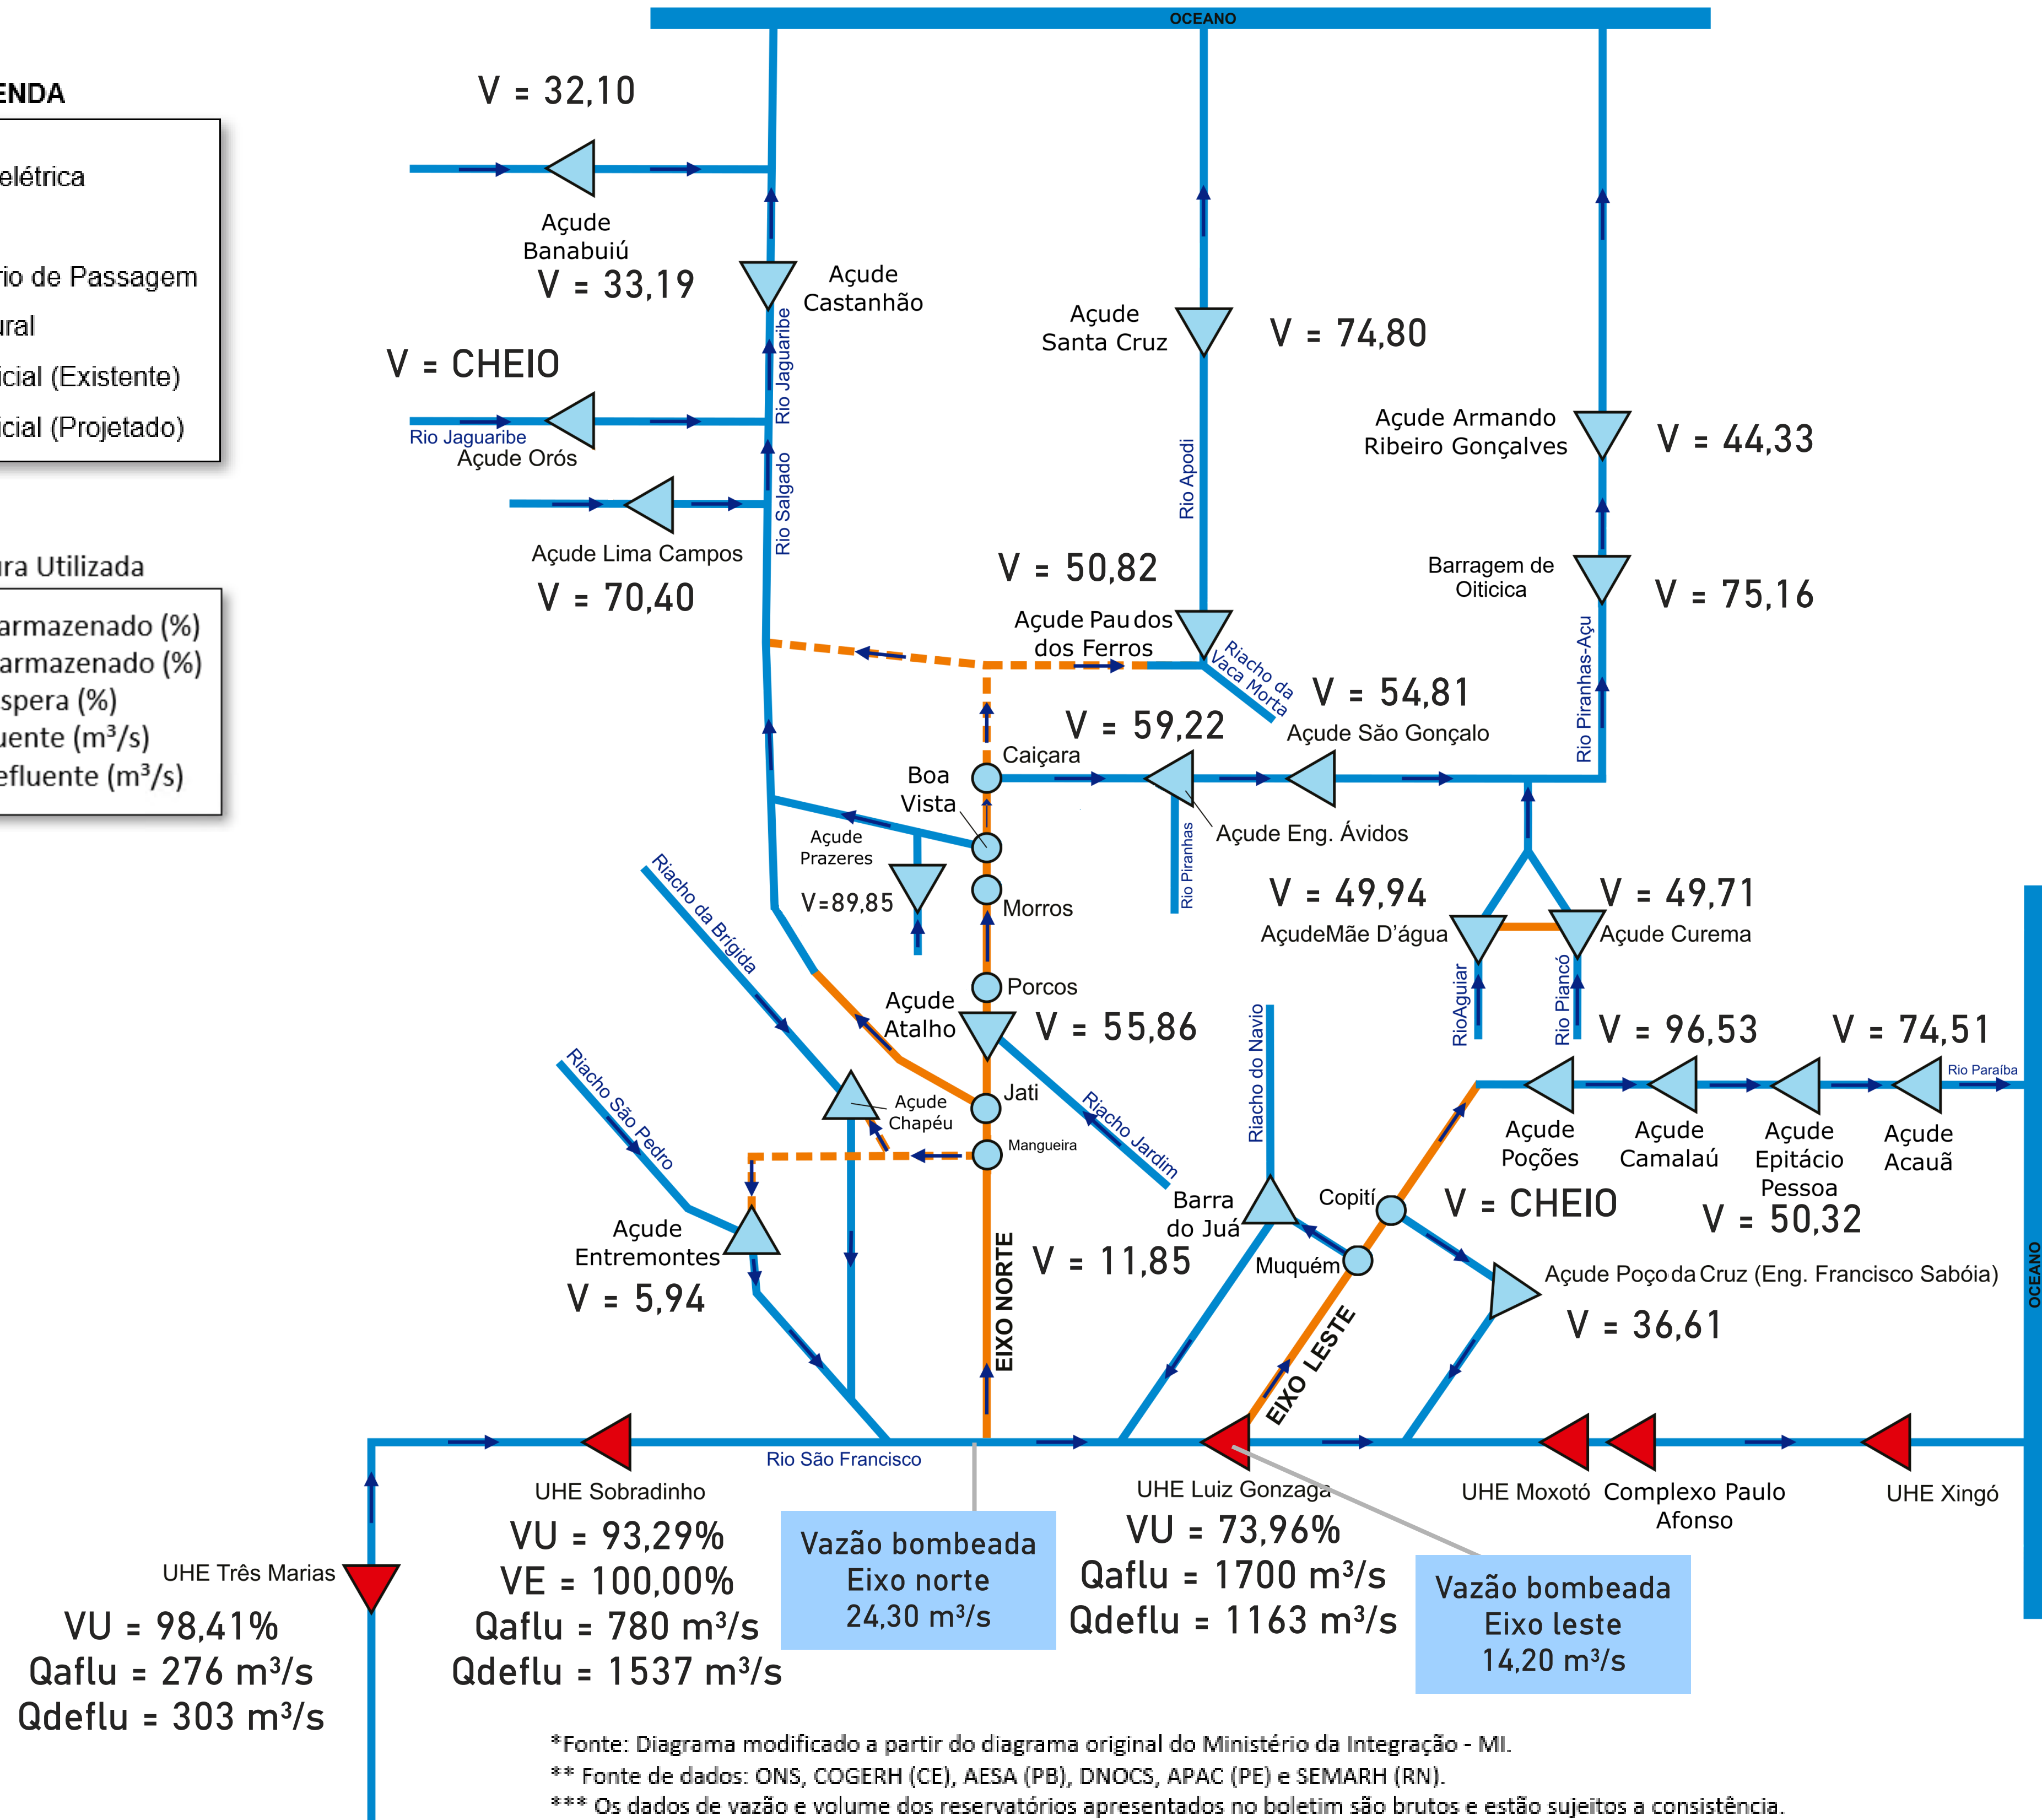 OCEANO
ENDA
elétrica
rio de Passagem
ural
icial (Existente)
icial (Projetado)
ura Utilizada
armazenado (%)
armazenado (%)
spera (%)
uente (m³/s)
efluente (m³/s)
V = 32,10
Açude
Banabuiú
V = 33,19
Açude
Castanhão
Rio Jaguaribe
V = CHEIO
Rio Jaguaribe
Açude Orós
Rio Salgado
Açude Lima Campos
V = 70,40
Açude
Santa Cruz
V = 74,80
Rio Apodi
Açude Armando
Ribeiro Gonçalves
V = 44,33
Barragem de
Oiticica
V = 75,16
Rio Piranhas-Açu
V = 50,82
Açude Pau dos
dos Ferros
Riacho da
Vaca Morta
V = 54,81
Açude São Gonçalo
V = 59,22
Caiçara
Boa
Vista
Açude Eng. Ávidos
Rio Piranhas
Açude
Prazeres
V=89,85
Morros
Riacho da Brígida
V = 49,94
AçudeMãe D'água
V = 49,71
Açude Curema
RioAguiar
Rio Piancó
Porcos
Açude
Atalho
V = 55,86
Riacho do Navio
V = 96,53
V = 74,51
Rio Paraíba
Riacho São Pedro
Açude
Chapéu
Jati
Mangueira
Riacho Jardim
Açude
Poções
Açude
Camalaú
Açude
Epitácio
Pessoa
V = 50,32
Açude
Acauã
V = CHEIO
Barra
do Juá
Copití
Muquém
V = 11,85
Açude
Entremontes
V = 5,94
EIXO NORTE
EIXO LESTE
Açude Poço da Cruz (Eng. Francisco Sabóia)
V = 36,61
OCEANO
Rio São Francisco
UHE Sobradinho
VU = 93,29%
VE = 100,00%
Qaflu = 780 m³/s
Qdeflu = 1537 m³/s
Vazão bombeada
Eixo norte
24,30 m³/s
UHE Luiz Gonzaga
VU = 73,96%
Qaflu = 1700 m³/s
Qdeflu = 1163 m³/s
Vazão bombeada
Eixo leste
14,20 m³/s
UHE Moxotó
Complexo Paulo
Afonso
UHE Xingó
UHE Três Marias
VU = 98,41%
Qaflu = 276 m³/s
Qdeflu = 303 m³/s
*Fonte: Diagrama modificado a partir do diagrama original do Ministério da Integração - MI.
** Fonte de dados: ONS, COGERH (CE), AESA (PB), DNOCS, APAC (PE) e SEMARH (RN).
*** Os dados de vazão e volume dos reservatórios apresentados no boletim são brutos e estão sujeitos a consistência.